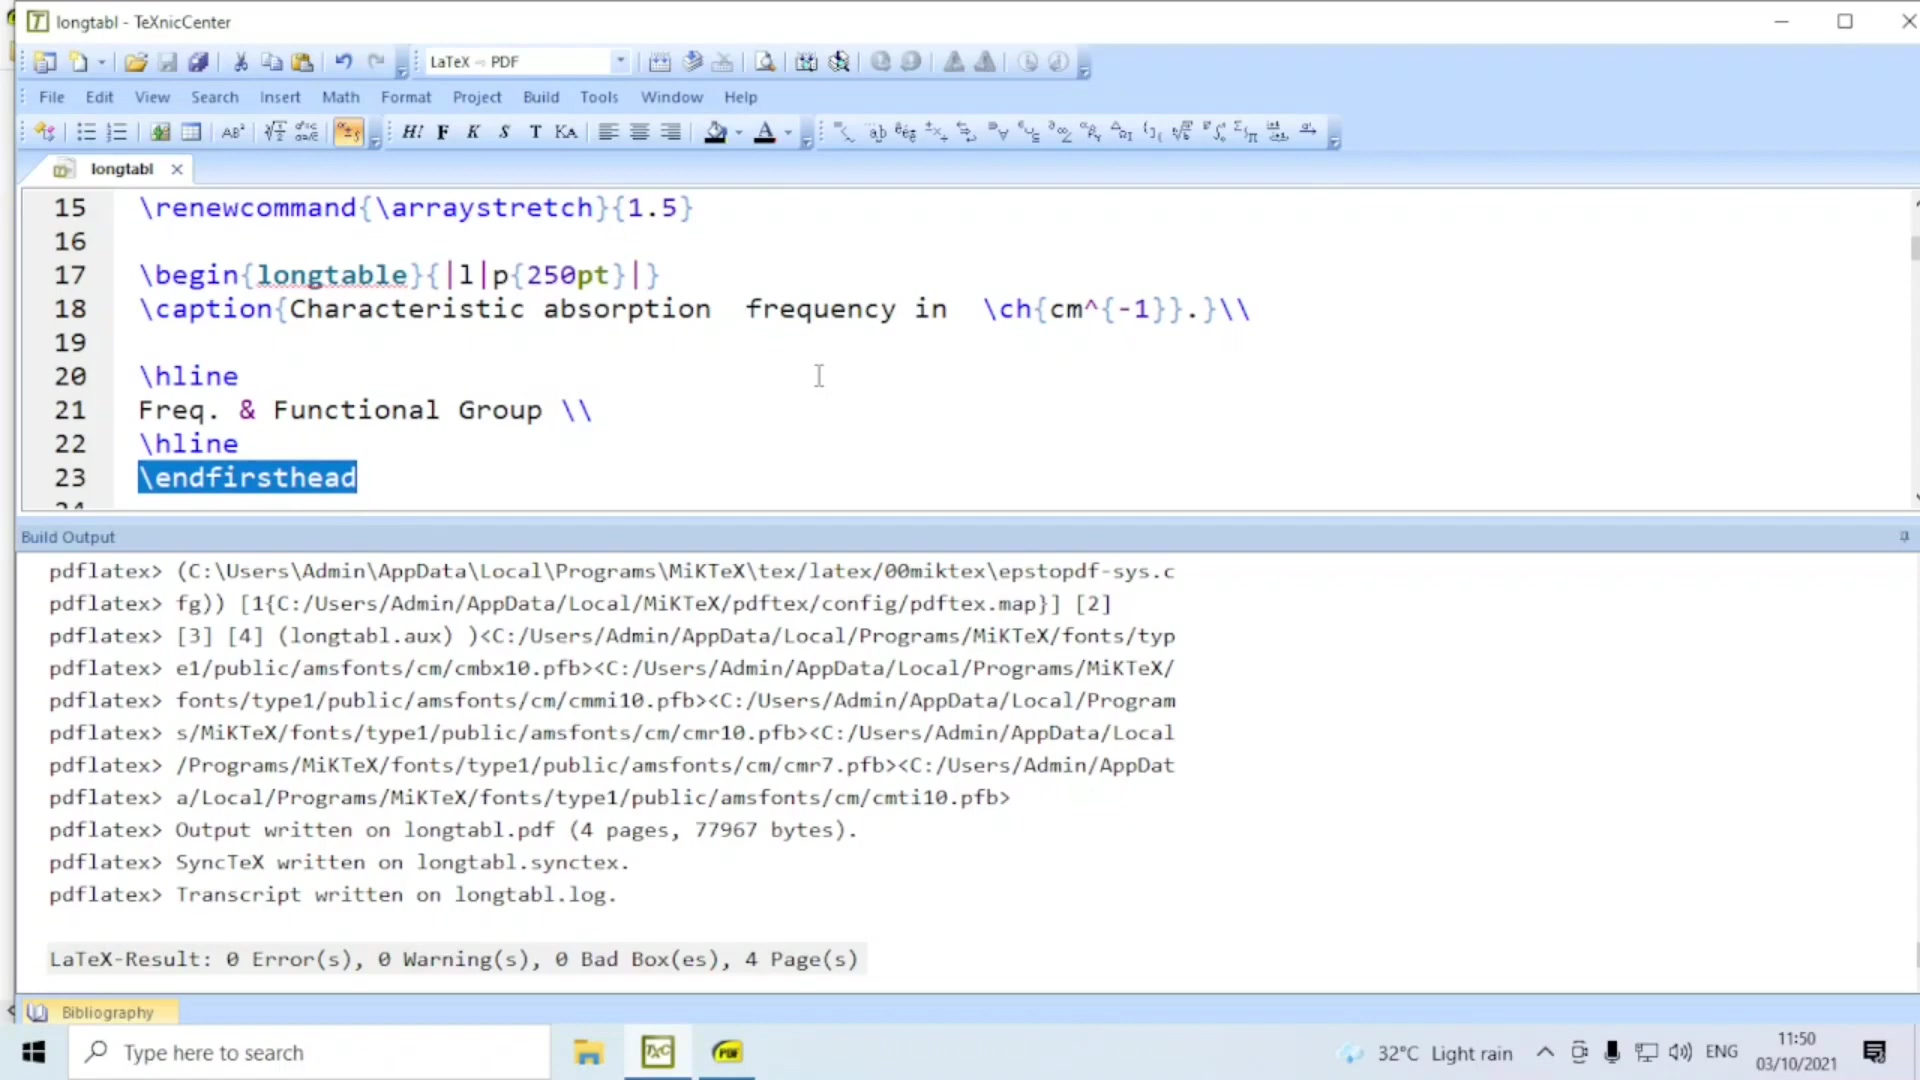 longtabl - TeXnicCenter
LaTeX ⇨ PDF
File Edit View Search Insert Math Format Project Build Tools Window Help
H! F K S T KA
longtabl
15 \renewcommand{\arraystretch}{1.5}
16
17 \begin{longtable}{|l|p{250pt}|}
18 \caption{Characteristic absorption  frequency in  \ch{cm^{-1}}.}\\
19
20 \hline
21 Freq. & Functional Group \\
22 \hline
23 \endfirsthead
Build Output
pdflatex> (C:\Users\Admin\AppData\Local\Programs\MiKTeX\tex/latex/00miktex\epstopdf-sys.c
pdflatex> fg)) [1{C:/Users/Admin/AppData/Local/MiKTeX/pdftex/config/pdftex.map}] [2]
pdflatex> [3] [4] (longtabl.aux) )<C:/Users/Admin/AppData/Local/Programs/MiKTeX/fonts/typ
pdflatex> e1/public/amsfonts/cm/cmbx10.pfb><C:/Users/Admin/AppData/Local/Programs/MiKTeX/
pdflatex> fonts/type1/public/amsfonts/cm/cmmi10.pfb><C:/Users/Admin/AppData/Local/Program
pdflatex> s/MiKTeX/fonts/type1/public/amsfonts/cm/cmr10.pfb><C:/Users/Admin/AppData/Local
pdflatex> /Programs/MiKTeX/fonts/type1/public/amsfonts/cm/cmr7.pfb><C:/Users/Admin/AppDat
pdflatex> a/Local/Programs/MiKTeX/fonts/type1/public/amsfonts/cm/cmti10.pfb>
pdflatex> Output written on longtabl.pdf (4 pages, 77967 bytes).
pdflatex> SyncTeX written on longtabl.synctex.
pdflatex> Transcript written on longtabl.log.
LaTeX-Result: 0 Error(s), 0 Warning(s), 0 Bad Box(es), 4 Page(s)
Bibliography
Type here to search
32°C Light rain
ENG
11:50
03/10/2021